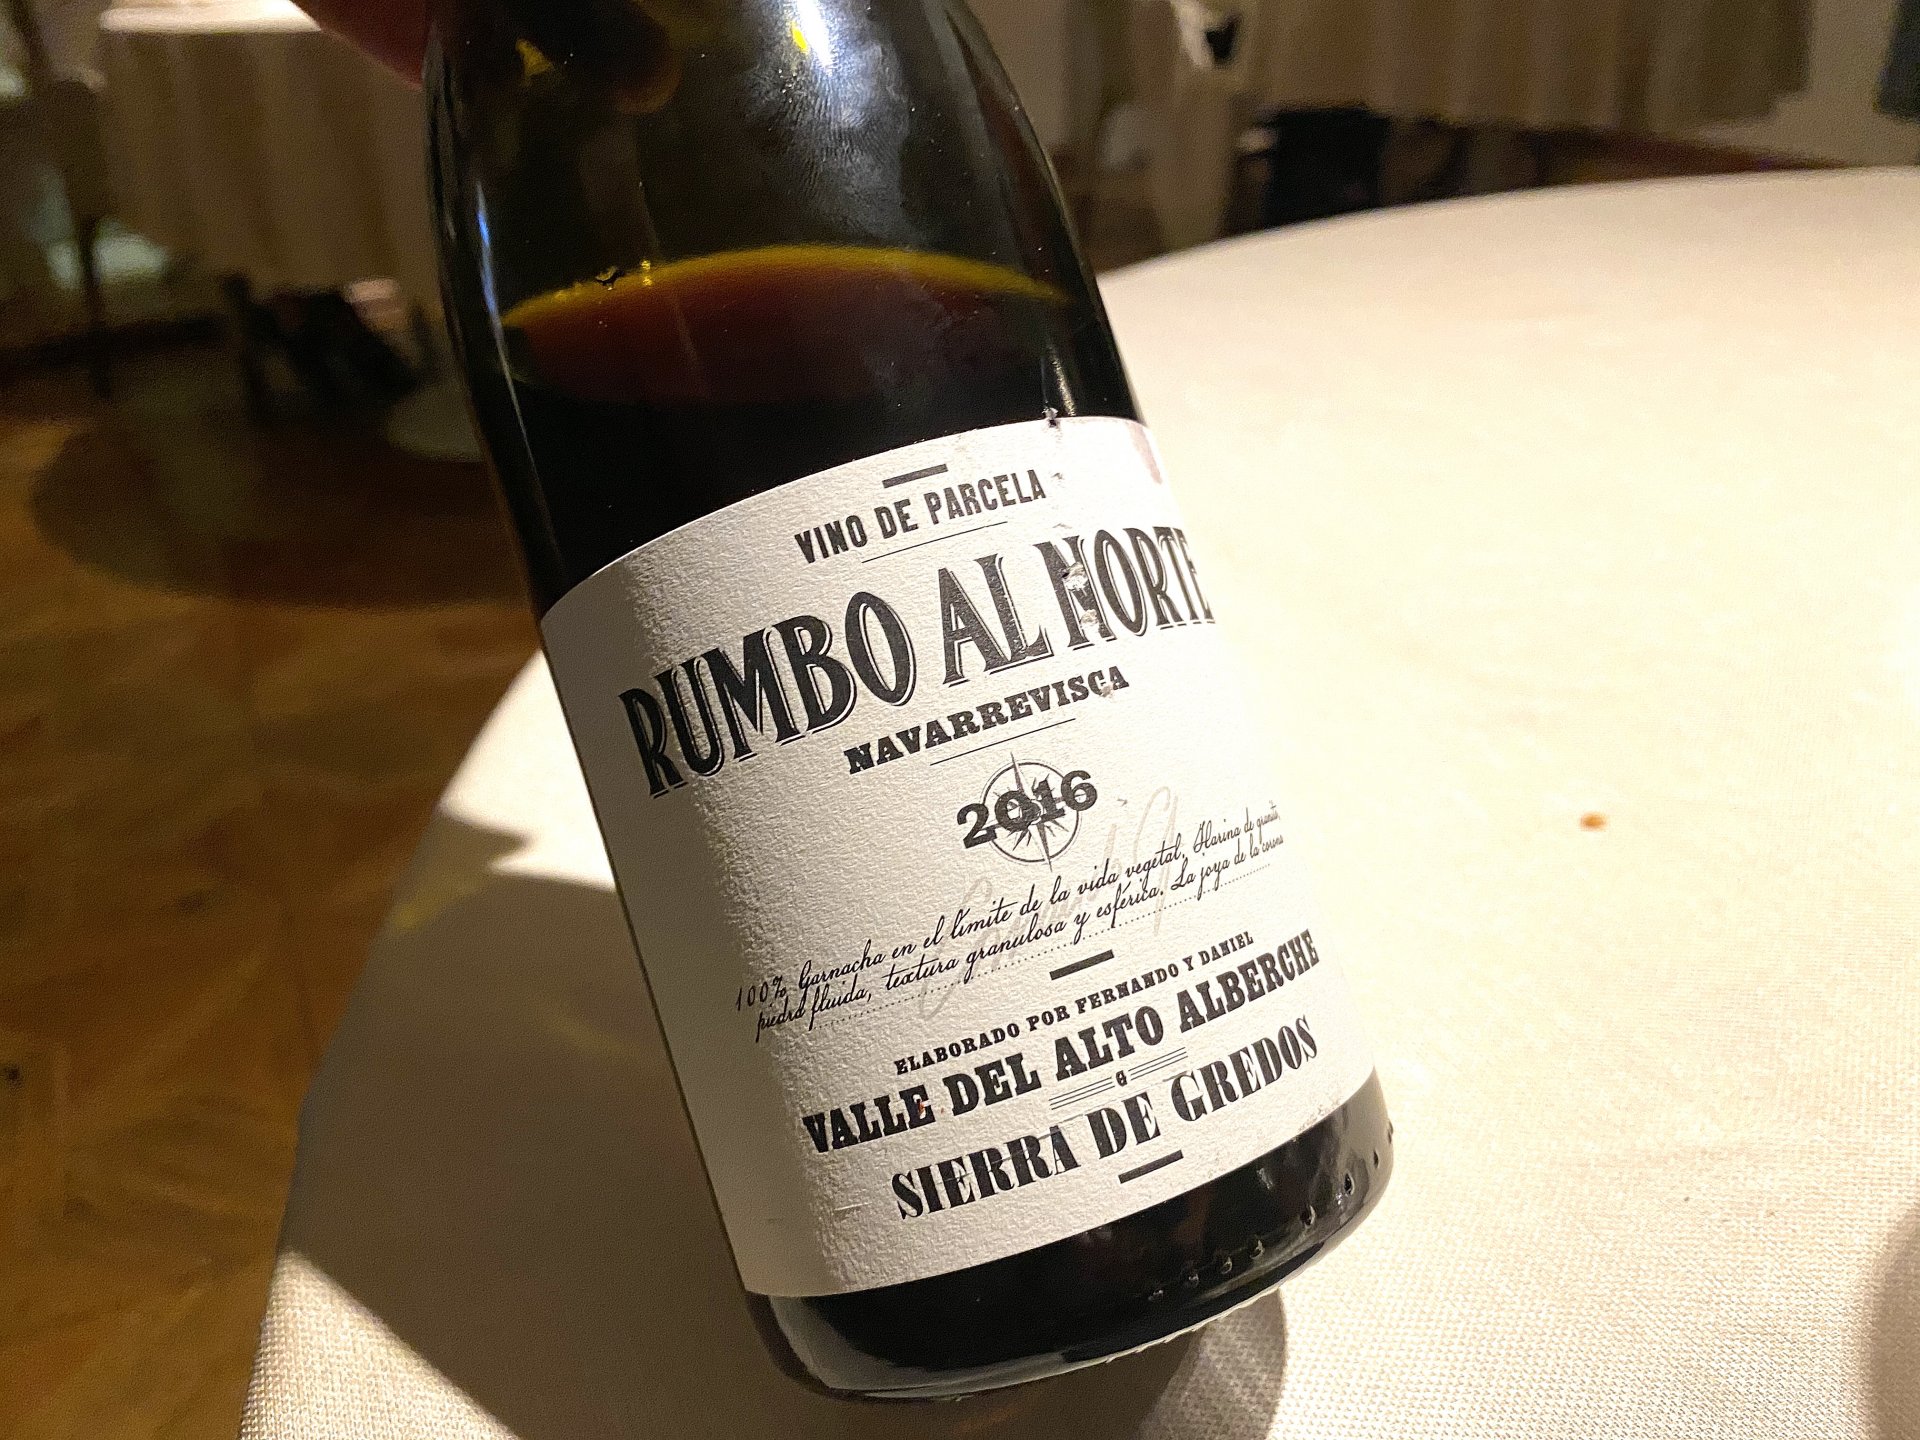 VINO DE PARCELA
RUMBO AL NORTE
NAVARREVISCA
2016
100% Garnacha en el límite de la vida vegetal. Harina de granito,
piedra fluida, textura granulosa y esférica. La joya de la corona
ELABORADO POR FERNANDO Y DANIEL
VALLE DEL ALTO ALBERCHE
SIERRA DE GREDOS